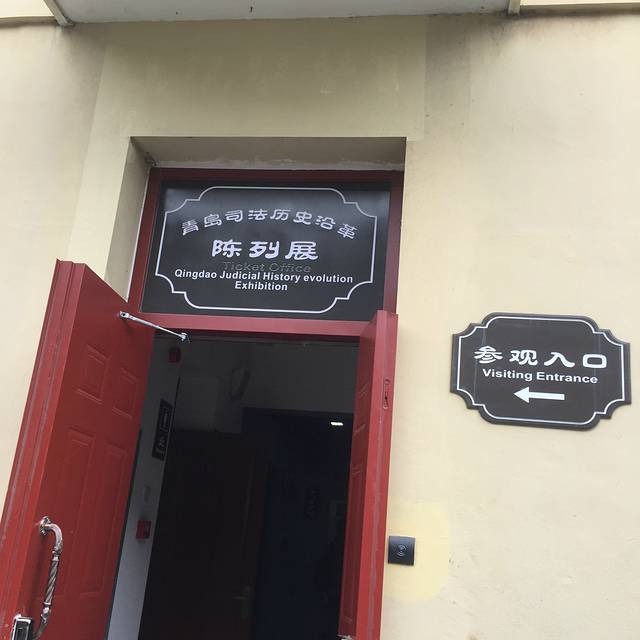 青岛司法历史沿革
陈列展
Ticket Office
Qingdao Judicial History evolution
Exhibition
参观入口
Visiting Entrance